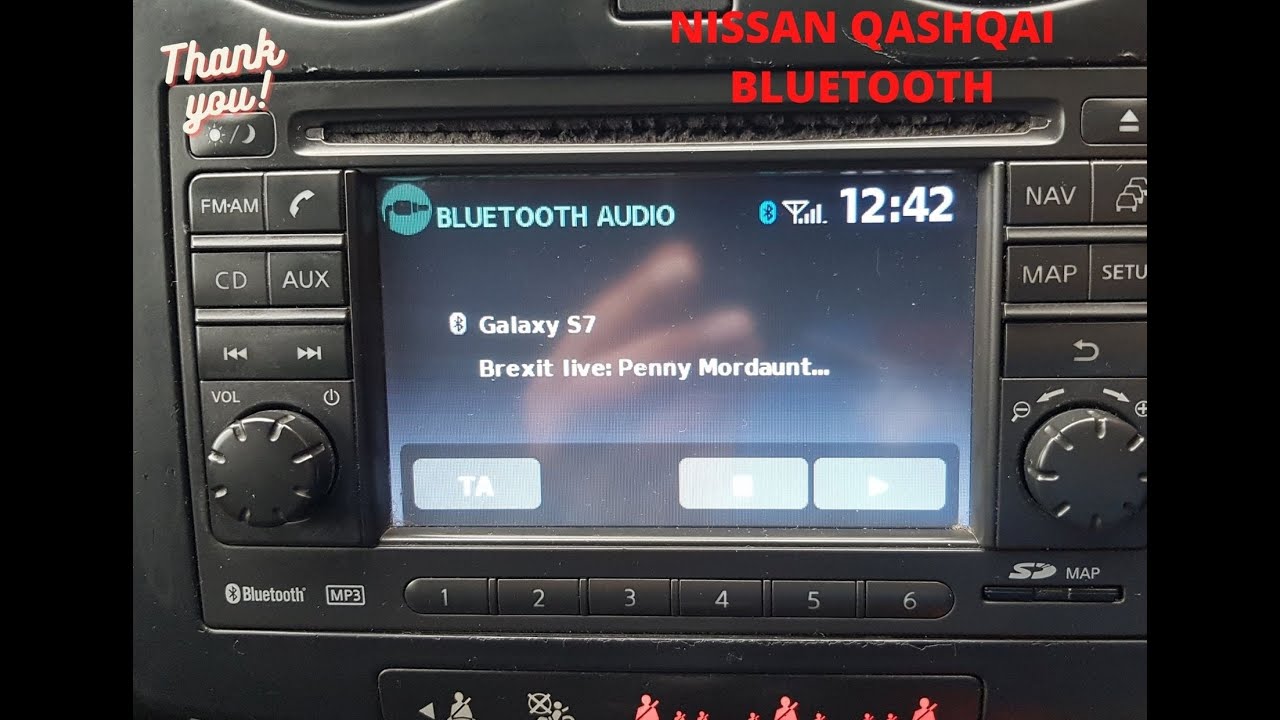 NISSAN QASHQAI
BLUETOOTH
Thank
you!
FM·AM
NAV
BLUETOOTH AUDIO
12:42
CD
AUX
MAP
SETU
Galaxy S7
Brexit live: Penny Mordaunt...
VOL
TA
Bluetooth
MP3
1
2
3
4
5
6
SD
MAP